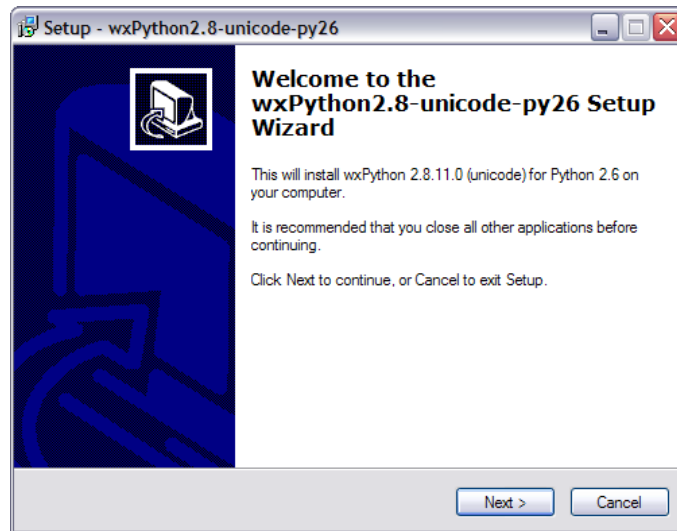 Setup - wxPython2.8-unicode-py26
Welcome to the
wxPython2.8-unicode-py26 Setup
Wizard
This will install wxPython 2.8.11.0 (unicode) for Python 2.6 on
your computer.
It is recommended that you close all other applications before
continuing.
Click Next to continue, or Cancel to exit Setup.
Next >
Cancel